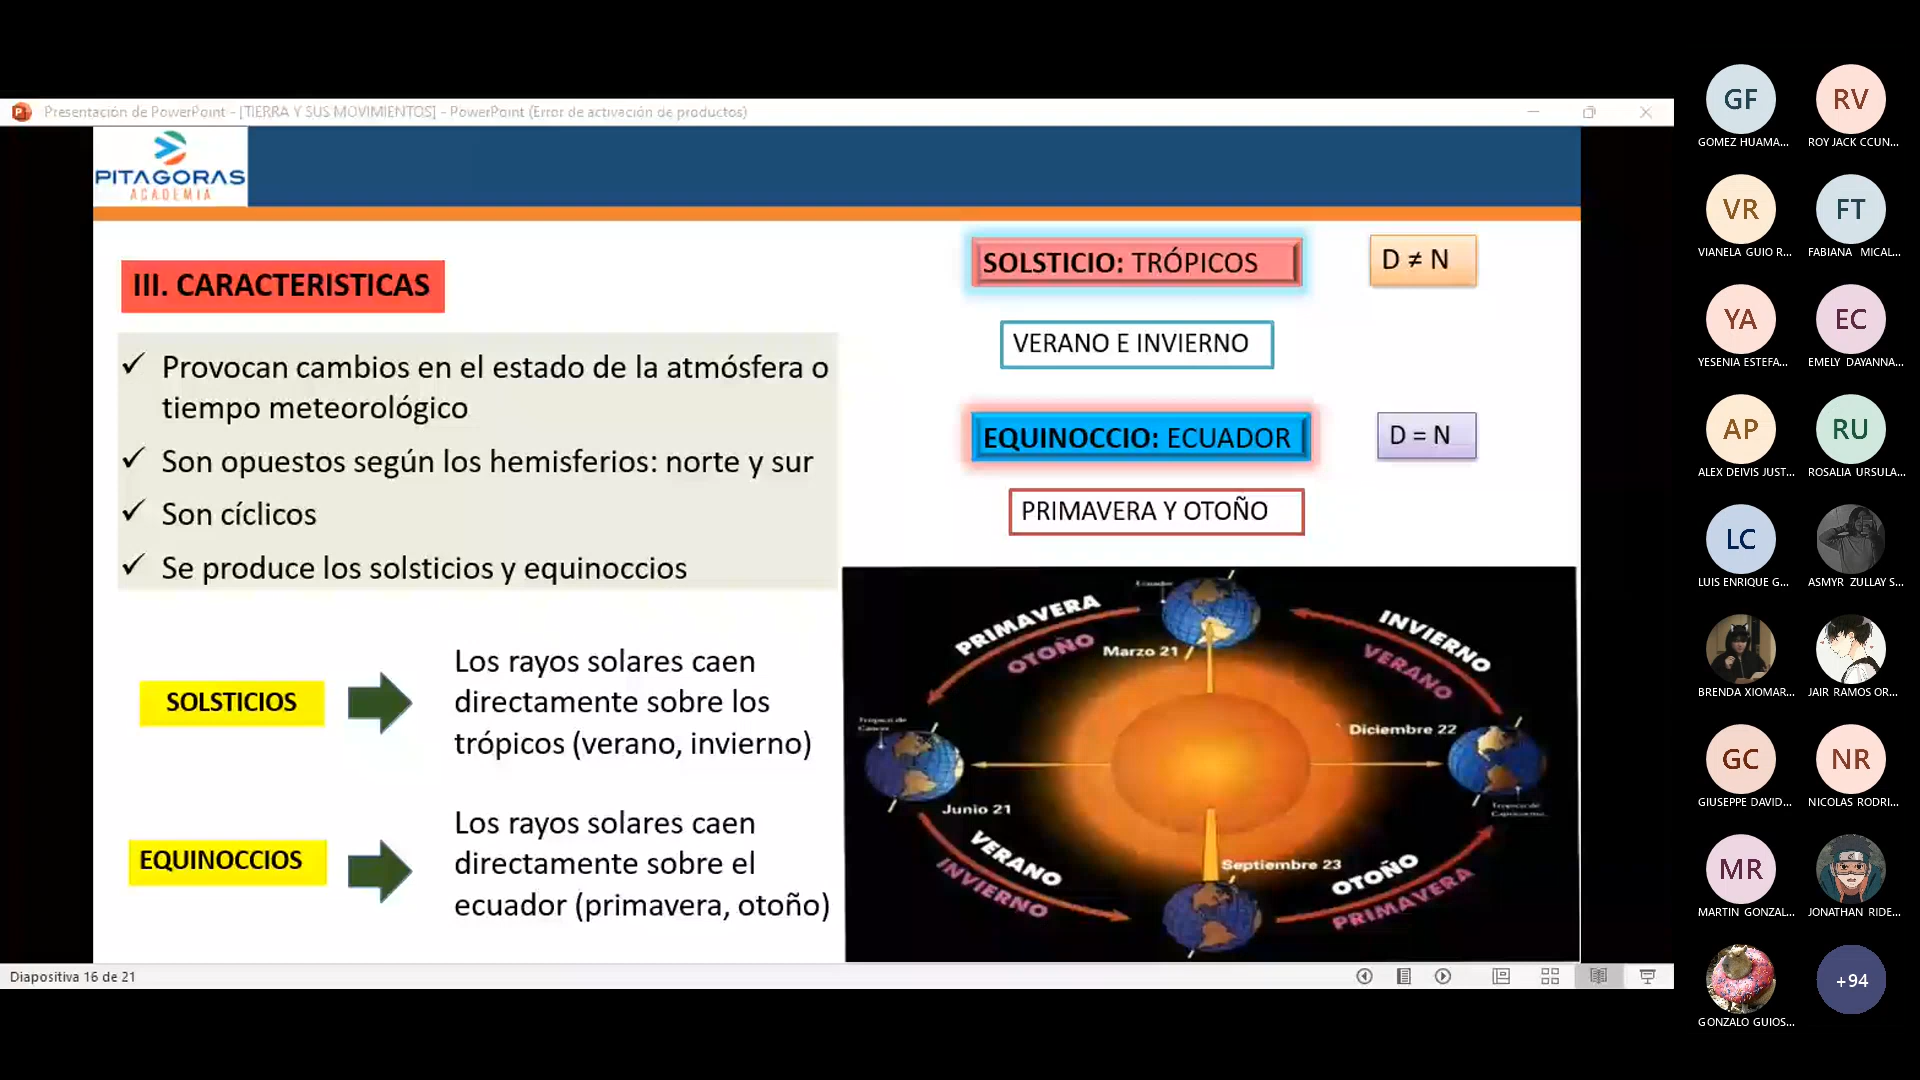 Presentación de PowerPoint - [TIERRA Y SUS MOVIMIENTOS] - PowerPoint (Error de activación de productos)
PITAGORAS
ACADEMIA
III. CARACTERISTICAS
Provocan cambios en el estado de la atmósfera o
tiempo meteorológico
Son opuestos según los hemisferios: norte y sur
Son cíclicos
Se produce los solsticios y equinoccios
SOLSTICIOS
Los rayos solares caen
directamente sobre los
trópicos (verano, invierno)
EQUINOCCIOS
Los rayos solares caen
directamente sobre el
ecuador (primavera, otoño)
SOLSTICIO: TRÓPICOS
D ≠ N
VERANO E INVIERNO
EQUINOCCIO: ECUADOR
D = N
PRIMAVERA Y OTOÑO
Ecuador
PRIMAVERA
OTOÑO
Marzo 21
INVIERNO
VERANO
Trópico de
Cáncer
Diciembre 22
Junio 21
Trópico de
Capricornio
VERANO
INVIERNO
Septiembre 23
OTOÑO
PRIMAVERA
Diapositiva 16 de 21
GF
GOMEZ HUAMA...
RV
ROY JACK CCUN...
VR
VIANELA GUIO R...
FT
FABIANA MICAL...
YA
YESENIA ESTEFA...
EC
EMELY DAYANNA...
AP
ALEX DEIVIS JUST...
RU
ROSALIA URSULA...
LC
LUIS ENRIQUE G...
ASMYR ZULLAY S...
BRENDA XIOMAR...
JAIR RAMOS OR...
GC
GIUSEPPE DAVID...
NR
NICOLAS RODRI...
MR
MARTIN GONZAL...
JONATHAN RIDE...
GONZALO GUIOS...
+94